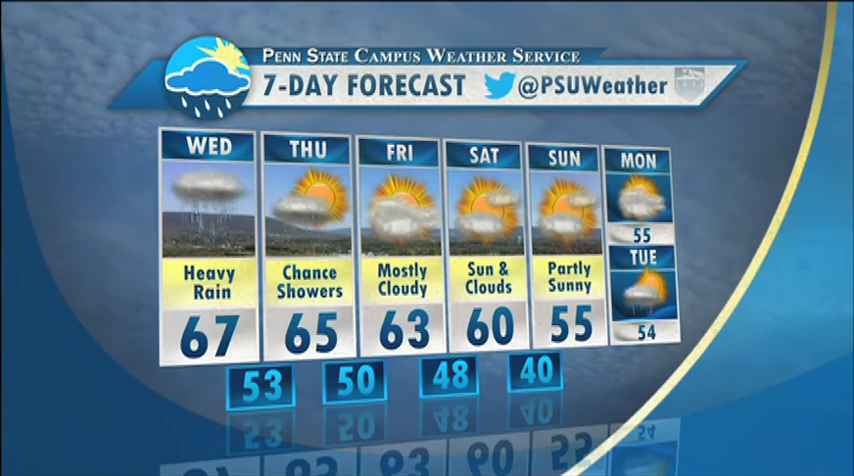 PENN STATE CAMPUS WEATHER SERVICE
7-DAY FORECAST @PSUWeather
WED
Heavy
Rain
67
THU
Chance
Showers
65
FRI
Mostly
Cloudy
63
SAT
Sun &
Clouds
60
SUN
Partly
Sunny
55
MON
55
TUE
54
53
50
48
40